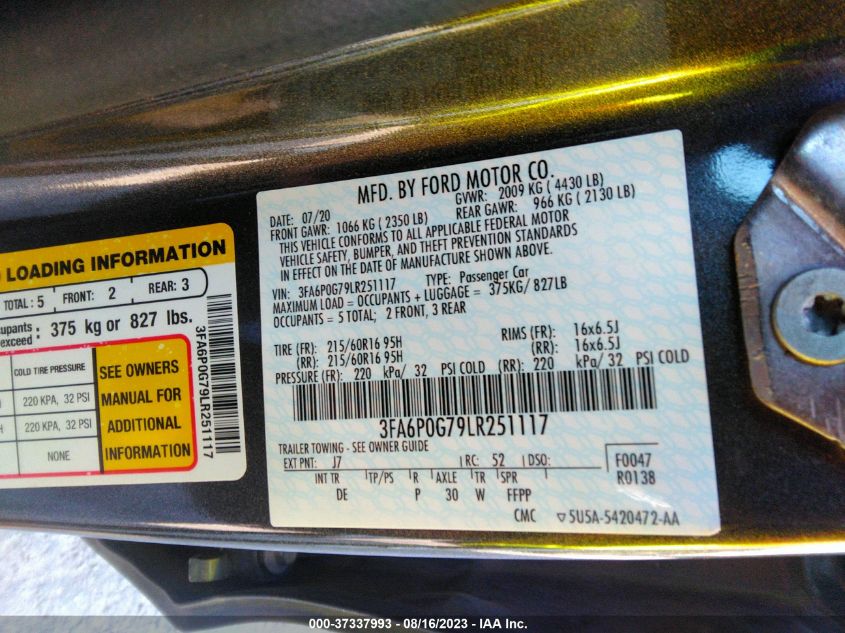 LOADING INFORMATION
TOTAL: 5 FRONT: 2 REAR: 3
exceed: 375 kg or 827 lbs.
COLD TIRE PRESSURE
220 KPA, 32 PSI
220 KPA, 32 PSI
NONE
SEE OWNERS
MANUAL FOR
ADDITIONAL
INFORMATION
3FA6P0G79LR251117
MFD. BY FORD MOTOR CO.
DATE: 07/20 GVWR: 2009 KG ( 4430 LB)
FRONT GAWR: 1066 KG ( 2350 LB) REAR GAWR: 966 KG ( 2130 LB)
THIS VEHICLE CONFORMS TO ALL APPLICABLE FEDERAL MOTOR
VEHICLE SAFETY, BUMPER, AND THEFT PREVENTION STANDARDS
IN EFFECT ON THE DATE OF MANUFACTURE SHOWN ABOVE.
VIN: 3FA6P0G79LR251117 TYPE: Passenger Car
MAXIMUM LOAD = OCCUPANTS + LUGGAGE = 375KG/ 827LB
OCCUPANTS = 5 TOTAL; 2 FRONT, 3 REAR
TIRE (FR): 215/60R16 95H RIMS (FR): 16x6.5J
(RR): 215/60R16 95H (RR): 16x6.5J
PRESSURE (FR): 220 kPa/ 32 PSI COLD (RR): 220 kPa/ 32 PSI COLD
3FA6P0G79LR251117
TRAILER TOWING - SEE OWNER GUIDE
EXT PNT: J7 RC: 52 DSO: F0047
INT TR TP/PS R AXLE TR SPR R0138
DE P 30 W FFPP
CMC ▽5U5A-5420472-AA
000-37337993 - 08/16/2023 - IAA Inc.